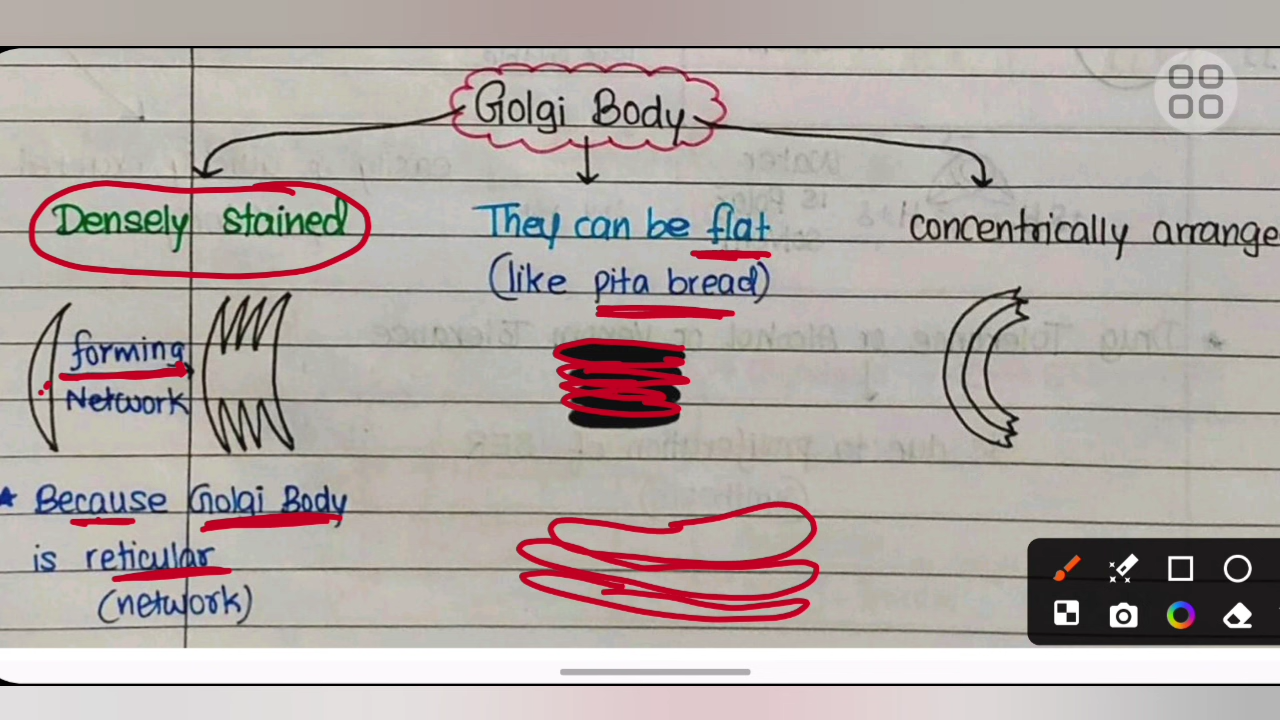 Golgi Body
Densely stained
They can be flat
(like pita bread)
concentrically arrange
forming
Network
* Because Golgi Body
is reticular
(network)